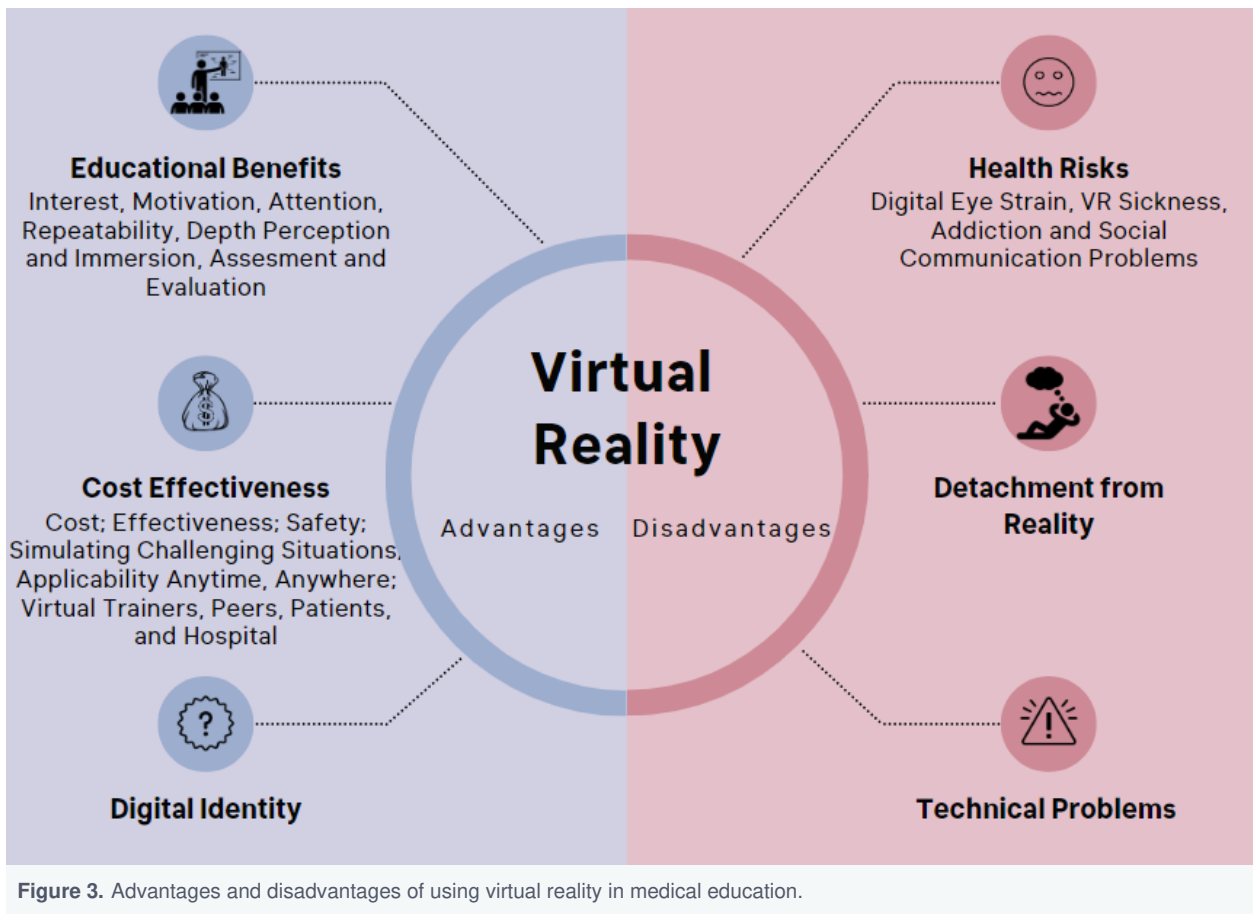 Educational Benefits
Interest, Motivation, Attention,
Repeatability, Depth Perception
and Immersion, Assesment and
Evaluation
Cost Effectiveness
Cost; Effectiveness; Safety;
Simulating Challenging Situations,
Applicability Anytime, Anywhere;
Virtual Trainers, Peers, Patients,
and Hospital
?
Digital Identity
Virtual
Reality
Advantages
Disadvantages
Health Risks
Digital Eye Strain, VR Sickness,
Addiction and Social
Communication Problems
Detachment from
Reality
Technical Problems
Figure 3. Advantages and disadvantages of using virtual reality in medical education.